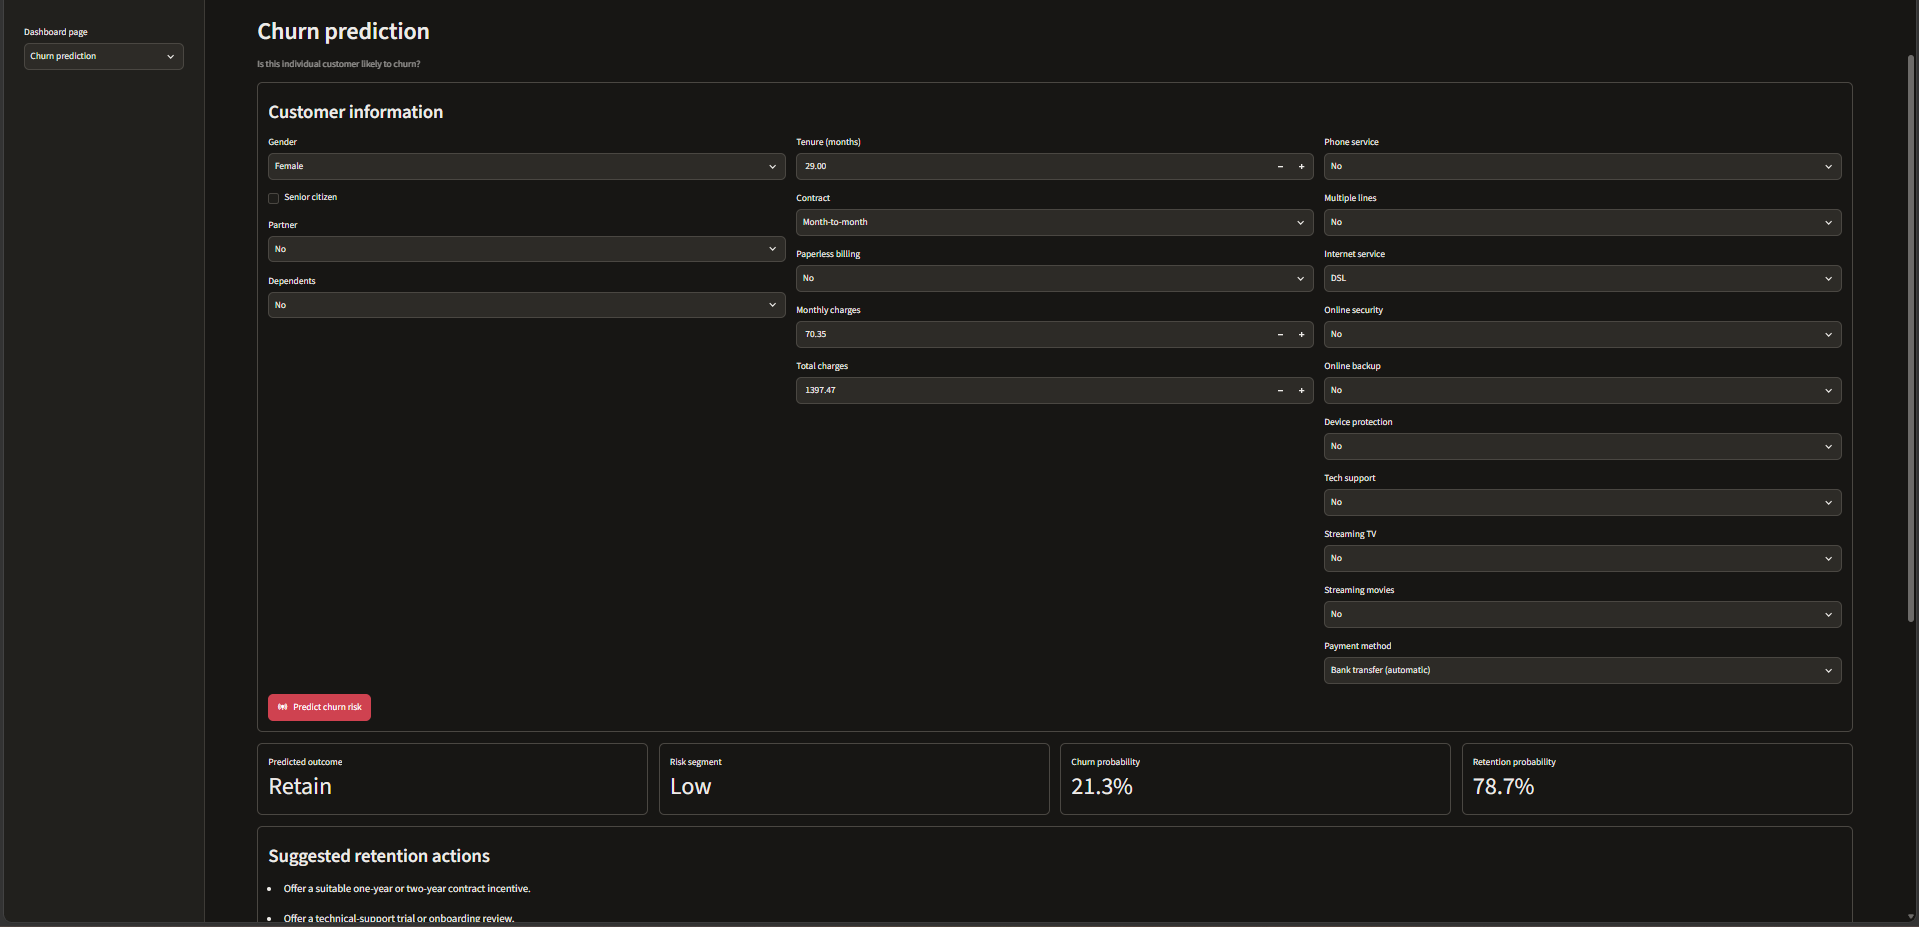 Dashboard page
Churn prediction
Churn prediction
Is this individual customer likely to churn?
Customer information
Gender
Female
Senior citizen
Partner
No
Dependents
No
Tenure (months)
29.00
Contract
Month-to-month
Paperless billing
No
Monthly charges
70.35
Total charges
1397.47
Phone service
No
Multiple lines
No
Internet service
DSL
Online security
No
Online backup
No
Device protection
No
Tech support
No
Streaming TV
No
Streaming movies
No
Payment method
Bank transfer (automatic)
Predict churn risk
Predicted outcome
Retain
Risk segment
Low
Churn probability
21.3%
Retention probability
78.7%
Suggested retention actions
Offer a suitable one-year or two-year contract incentive.
Offer a technical-support trial or onboarding review.